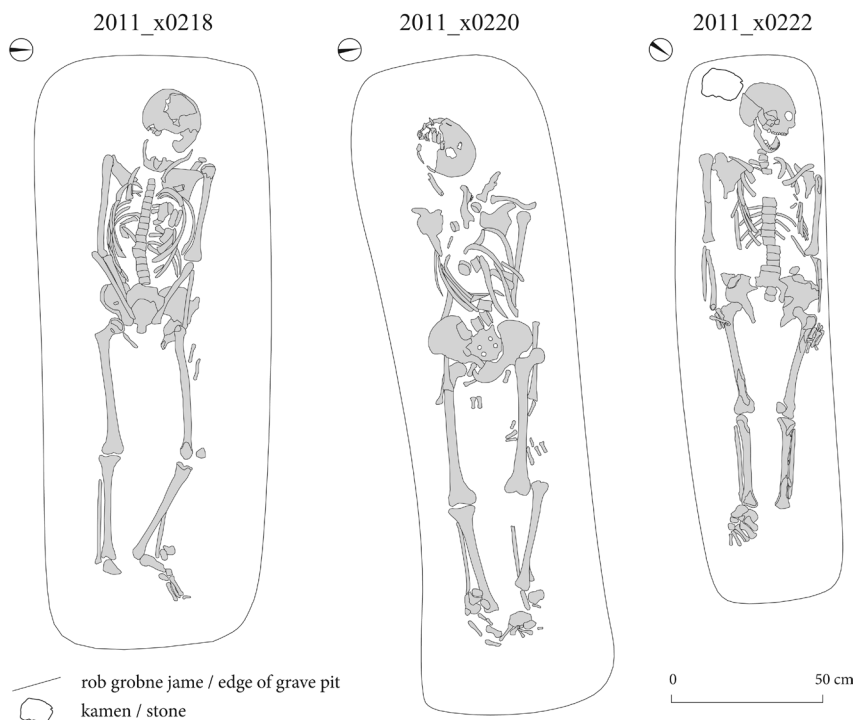 2011_x0218
2011_x0220
2011_x0222
rob grobne jame / edge of grave pit
kamen / stone
0 50 cm